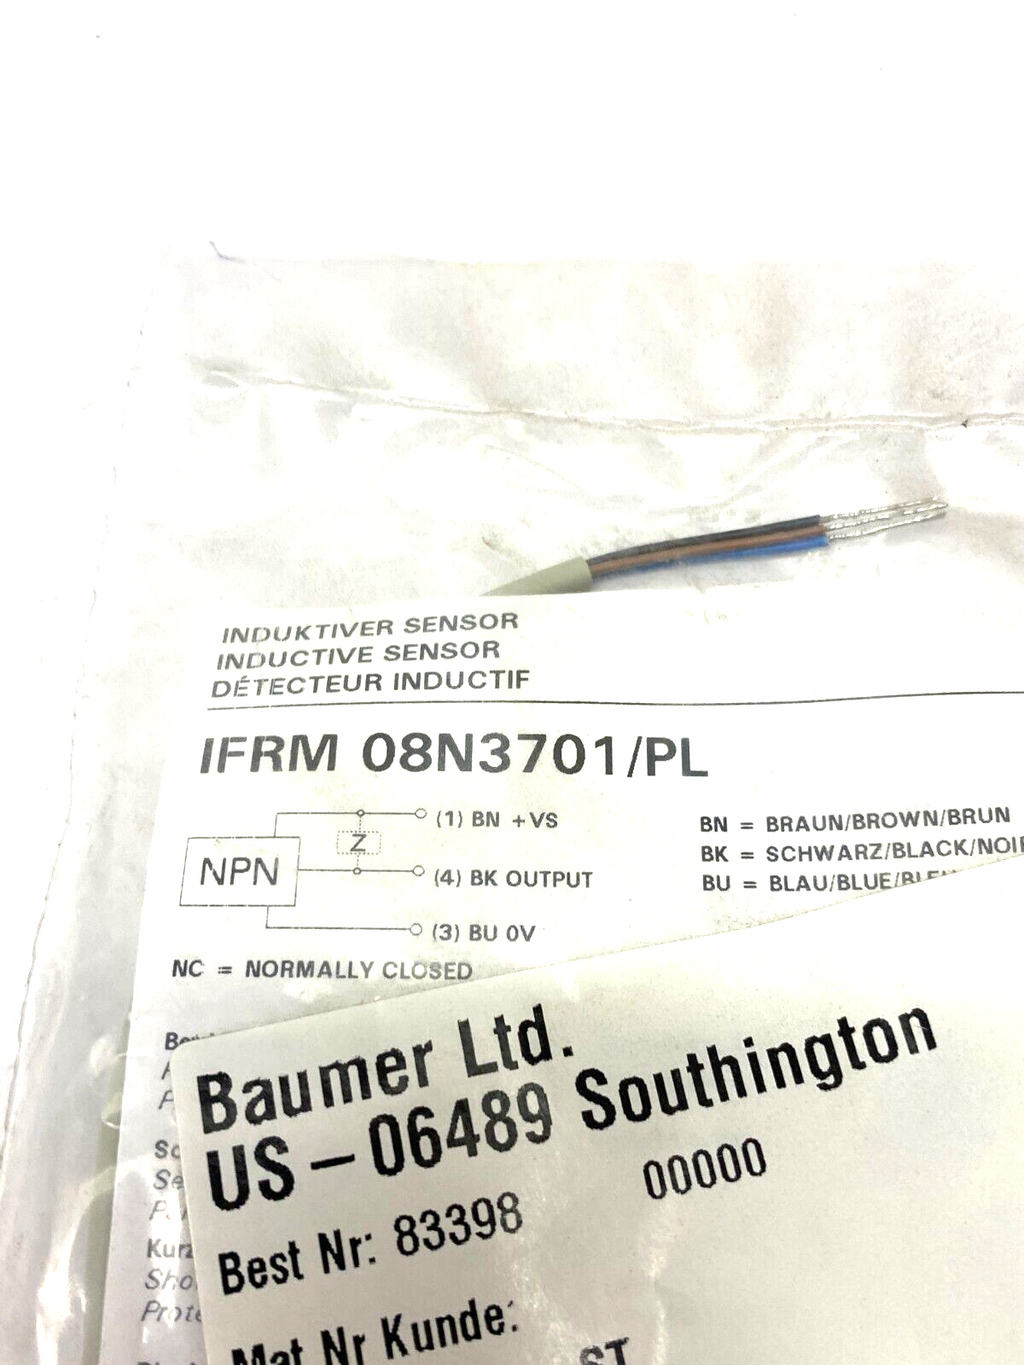 INDUKTIVER SENSOR
INDUCTIVE SENSOR
DÉTECTEUR INDUCTIF
IFRM 08N3701/PL
(1) BN +VS
Z
NPN
(4) BK OUTPUT
(3) BU 0V
BN = BRAUN/BROWN/BRUN
BK = SCHWARZ/BLACK/NOIR
BU = BLAU/BLUE/
NC = NORMALLY CLOSED
Baumer Ltd.
US-06489 Southington
00000
Best Nr: 83398
Mat Nr Kunde:
ST